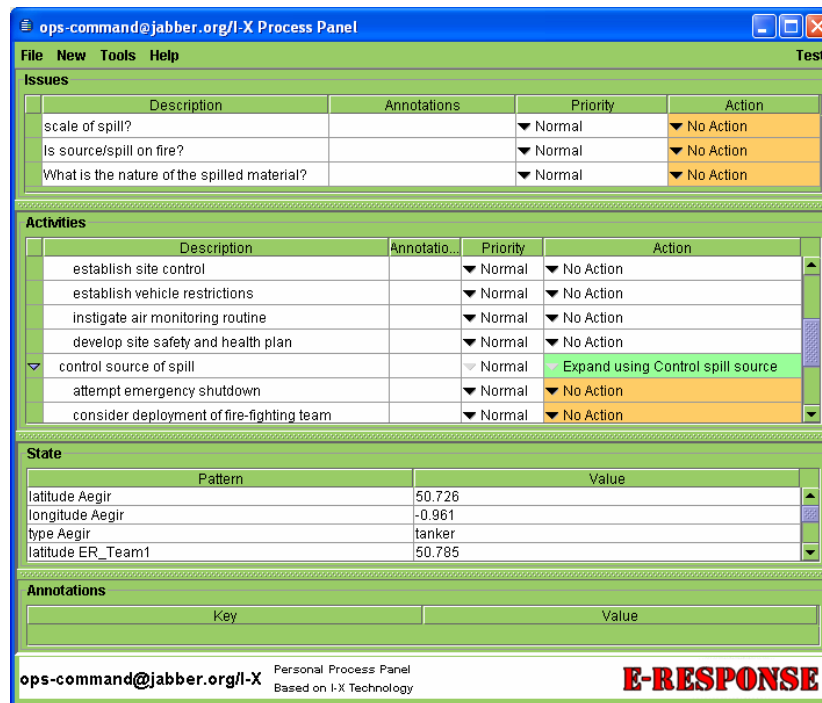 ops-command@jabber.org/I-X Process Panel
File New Tools Help Test
Issues
Description Annotations Priority Action
scale of spill? Normal No Action
Is source/spill on fire? Normal No Action
What is the nature of the spilled material? Normal No Action
Activities
Description Annotatio... Priority Action
establish site control Normal No Action
establish vehicle restrictions Normal No Action
instigate air monitoring routine Normal No Action
develop site safety and health plan Normal No Action
control source of spill Normal Expand using Control spill source
attempt emergency shutdown Normal No Action
consider deployment of fire-fighting team Normal No Action
State
Pattern Value
latitude Aegir 50.726
longitude Aegir -0.961
type Aegir tanker
latitude ER_Team1 50.785
Annotations
Key Value
ops-command@jabber.org/I-X Personal Process Panel
Based on I-X Technology
E-RESPONSE